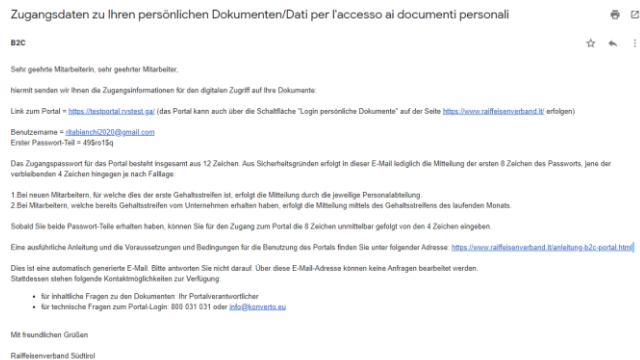 Zugangsdaten zu Ihren persönlichen Dokumenten/Dati per l'accesso ai documenti personali
B2C
Sehr geehrte Mitarbeiterin, sehr geehrter Mitarbeiter,
hiermit senden wir Ihnen die Zugangsinformationen für den digitalen Zugriff auf Ihre Dokumente:
Link zum Portal = https://testportal.rvstest.ga/ (das Portal kann auch über die Schaltfläche "Login persönliche Dokumente" auf der Seite https://www.raiffeisenverband.it/ erfolgen)
Benutzername = ritabianchi2020@gmail.com
Erster Passwort-Teil = 49$ro1$q
Das Zugangspasswort für das Portal besteht insgesamt aus 12 Zeichen. Aus Sicherheitsgründen erfolgt in dieser E-Mail lediglich die Mitteilung der ersten 8 Zeichen des Passworts, jene der
verbleibenden 4 Zeichen hingegen je nach Falllage:
1.Bei neuen Mitarbeitern, für welche dies der erste Gehaltsstreifen ist, erfolgt die Mitteilung durch die jeweilige Personalabteilung.
2.Bei Mitarbeitern, welche bereits Gehaltsstreifen vom Unternehmen erhalten haben, erfolgt die Mitteilung mittels des Gehaltsstreifens des laufenden Monats.
Sobald Sie beide Passwort-Teile erhalten haben, können Sie für den Zugang zum Portal die 8 Zeichen unmittelbar gefolgt von den 4 Zeichen eingeben.
Eine ausführliche Anleitung und die Voraussetzungen und Bedingungen für die Benutzung des Portals finden Sie unter folgender Adresse: https://www.raiffeisenverband.it/anleitung-b2c-portal.html
Dies ist eine automatisch generierte E-Mail. Bitte antworten Sie nicht darauf. Über diese E-Mail-Adresse können keine Anfragen bearbeitet werden.
Stattdessen stehen folgende Kontaktmöglichkeiten zur Verfügung:
• für inhaltliche Fragen zu den Dokumenten: Ihr Portalverantwortlicher
• für technische Fragen zum Portal-Login: 800 031 031 oder info@konverto.eu
Mit freundlichen Grüßen
Raiffeisenverband Südtirol